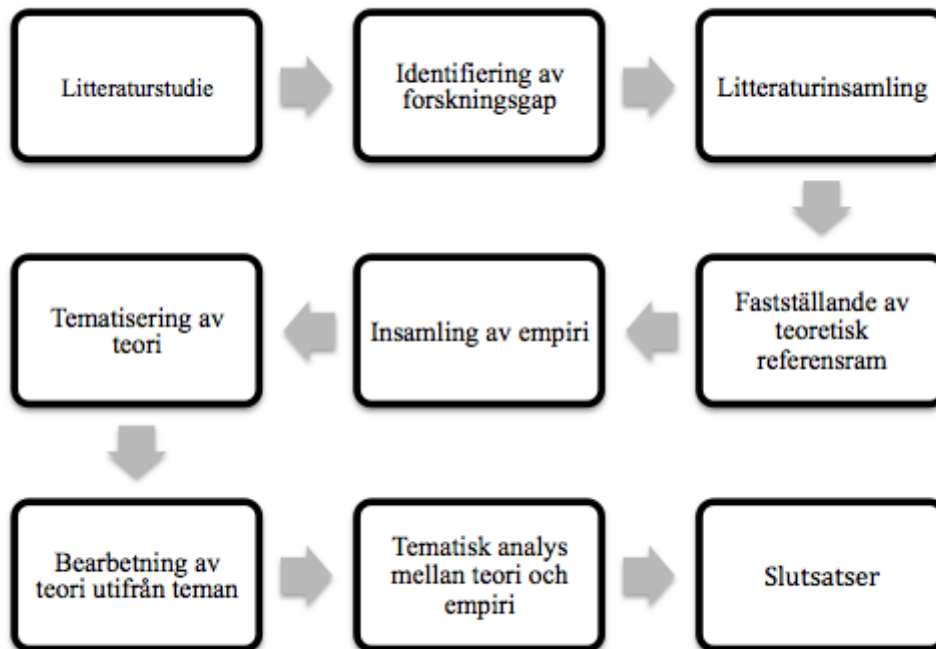 Litteraturstudie
Identifiering av
forskningsgap
Litteraturinsamling
Fastställande av
teoretisk
referensram
Insamling av empiri
Tematisering av
teori
Bearbetning av
teori utifrån teman
Tematisk analys
mellan teori och
empiri
Slutsatser